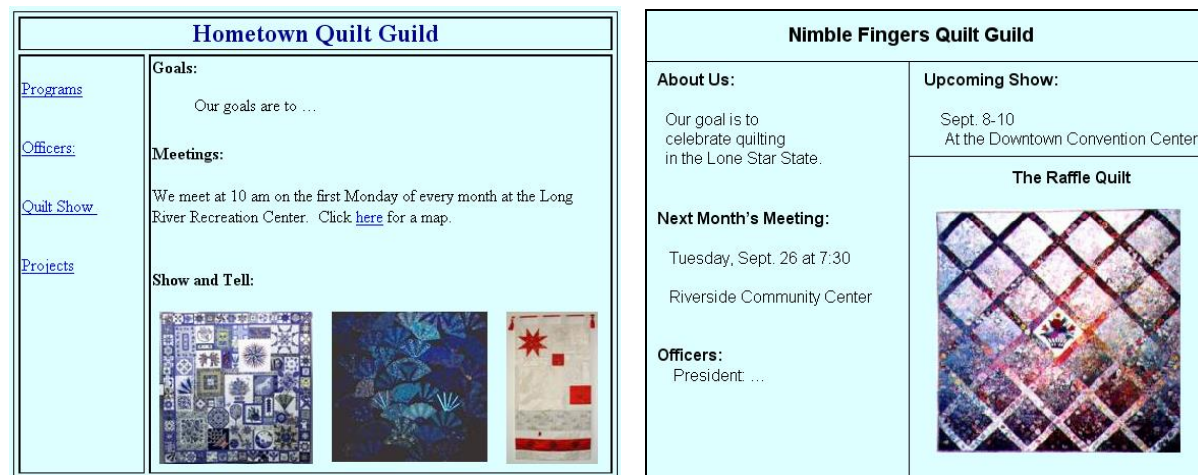 Hometown Quilt Guild
Programs
Officers:
Quilt Show
Projects
Goals:
Our goals are to …
Meetings:
We meet at 10 am on the first Monday of every month at the Long
River Recreation Center.  Click here for a map.
Show and Tell:
Nimble Fingers Quilt Guild
About Us:
Our goal is to
celebrate quilting
in the Lone Star State.
Next Month’s Meeting:
Tuesday, Sept. 26 at 7:30
Riverside Community Center
Officers:
President: …
Upcoming Show:
Sept. 8-10
At the Downtown Convention Center
The Raffle Quilt